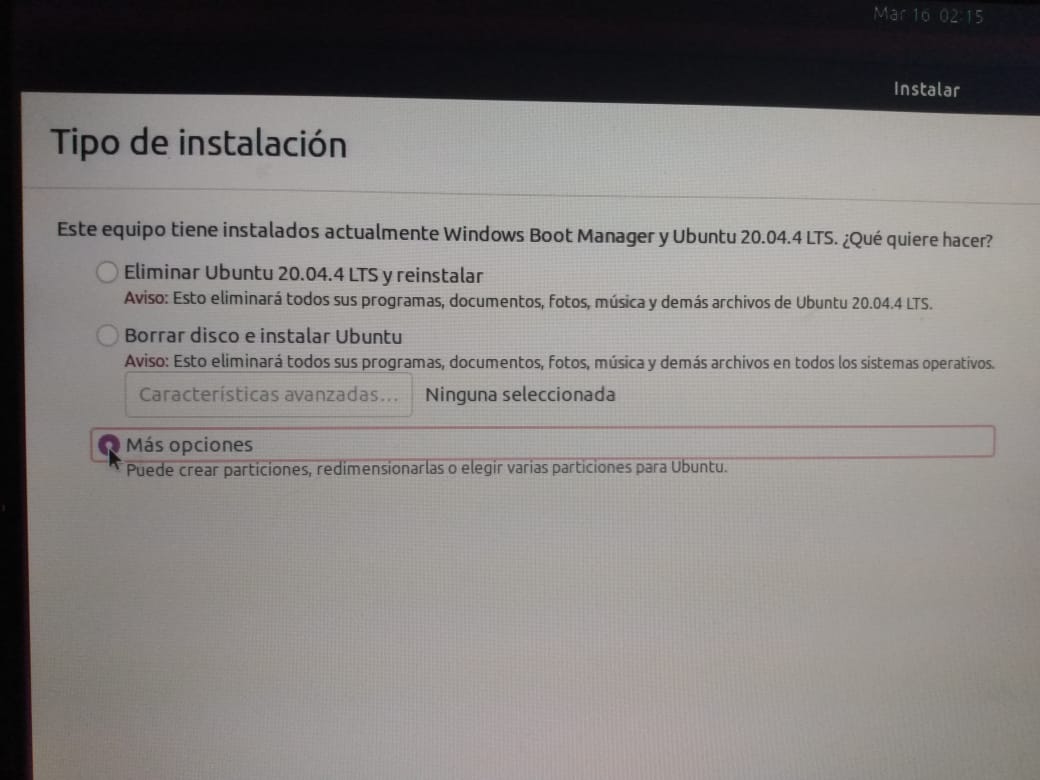 Mar 16 02:15
Instalar
Tipo de instalación
Este equipo tiene instalados actualmente Windows Boot Manager y Ubuntu 20.04.4 LTS. ¿Qué quiere hacer?
Eliminar Ubuntu 20.04.4 LTS y reinstalar
Aviso: Esto eliminará todos sus programas, documentos, fotos, música y demás archivos de Ubuntu 20.04.4 LTS.
Borrar disco e instalar Ubuntu
Aviso: Esto eliminará todos sus programas, documentos, fotos, música y demás archivos en todos los sistemas operativos.
Características avanzadas... Ninguna seleccionada
Más opciones
Puede crear particiones, redimensionarlas o elegir varias particiones para Ubuntu.